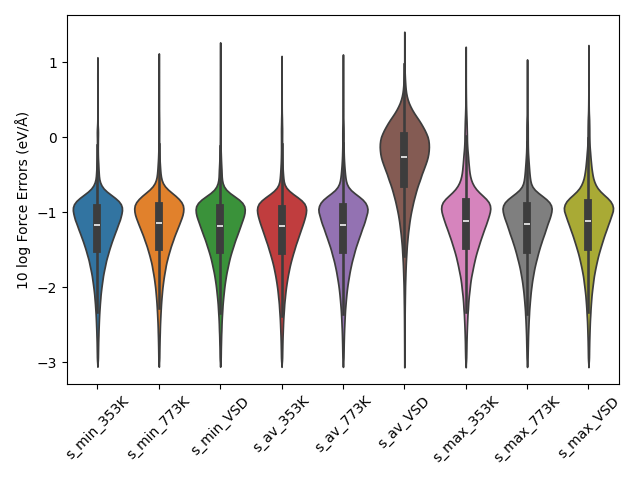 10 log Force Errors (eV/Å)
1
0
−1
−2
−3
s_min_353K
s_min_773K
s_min_VSD
s_av_353K
s_av_773K
s_av_VSD
s_max_353K
s_max_773K
s_max_VSD